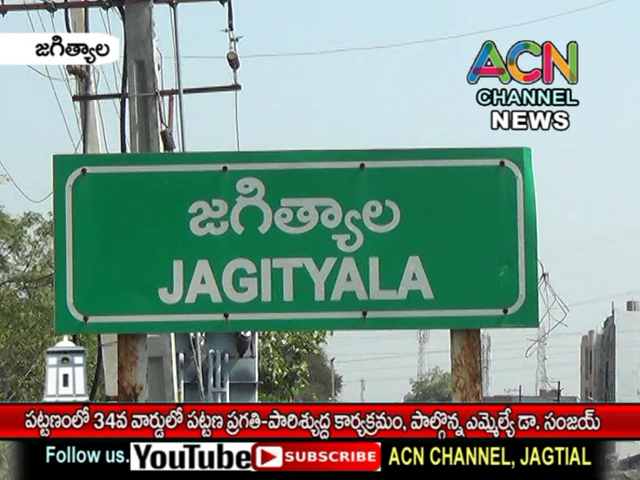 జగిత్యాల
ACN
CHANNEL
NEWS
జగిత్యాల
JAGITYALA
పట్టణంలో 34వ వార్డులో పట్టణ ప్రగతి-పారిశుద్ద కార్యక్రమం, పాల్గొన్న ఎమ్మెల్యే డా. సంజయ్
Follow us. YouTube SUBSCRIBE ACN CHANNEL, JAGTIAL